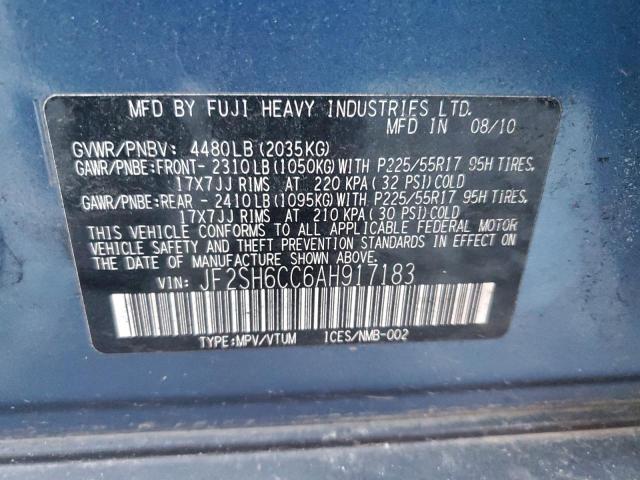 MFD BY FUJI HEAVY INDUSTRIES LTD.
MFD IN 08/10
GVWR/PNBV: 4480LB(2035KG)
GAWR/PNBE:FRONT- 2310LB(1050KG)WITH P225/55R17 95H TIRES,
17X7JJ RIMS AT 220 KPA( 32 PSI)COLD
GAWR/PNBE:REAR - 2410LB(1095KG)WITH P225/55R17 95H TIRES,
17X7JJ RIMS AT 210 KPA( 30 PSI)COLD
THIS VEHICLE CONFORMS TO ALL APPLICABLE FEDERAL MOTOR
VEHICLE SAFETY AND THEFT PREVENTION STANDARDS IN EFFECT ON
THE DATE OF MANUFACTURE SHOWN ABOVE.
VIN: JF2SH6CC6AH917183
TYPE:MPV/VTUM ICES/NMB-002